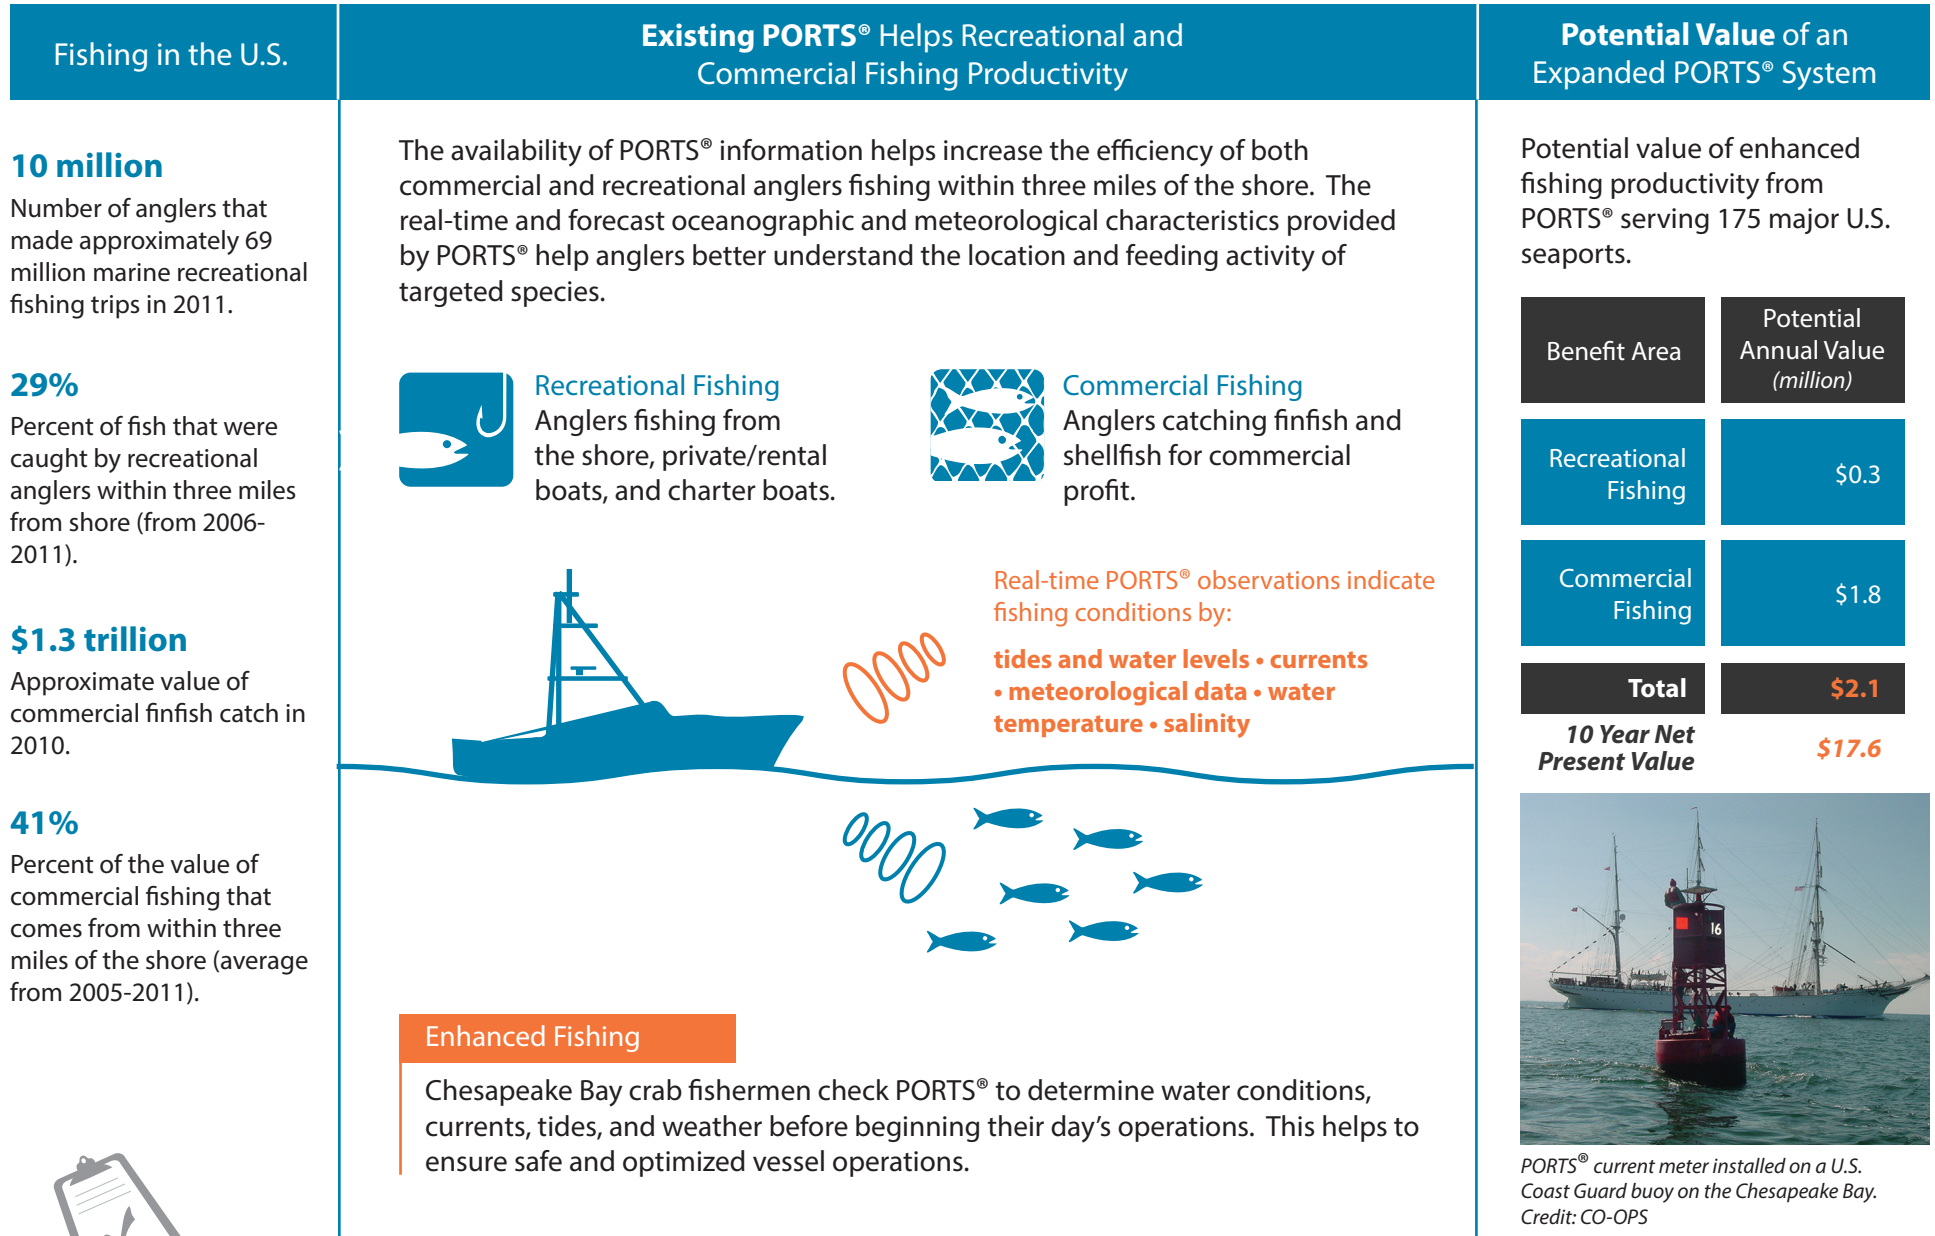 Fishing in the U.S.
Existing PORTS® Helps Recreational and
Commercial Fishing Productivity
Potential Value of an
Expanded PORTS® System
10 million
Number of anglers that
made approximately 69
million marine recreational
fishing trips in 2011.
29%
Percent of fish that were
caught by recreational
anglers within three miles
from shore (from 2006-
2011).
$1.3 trillion
Approximate value of
commercial finfish catch in
2010.
41%
Percent of the value of
commercial fishing that
comes from within three
miles of the shore (average
from 2005-2011).
The availability of PORTS® information helps increase the efficiency of both
commercial and recreational anglers fishing within three miles of the shore. The
real-time and forecast oceanographic and meteorological characteristics provided
by PORTS® help anglers better understand the location and feeding activity of
targeted species.
Recreational Fishing
Anglers fishing from
the shore, private/rental
boats, and charter boats.
Commercial Fishing
Anglers catching finfish and
shellfish for commercial
profit.
Real-time PORTS® observations indicate
fishing conditions by:
tides and water levels • currents
• meteorological data • water
temperature • salinity
Enhanced Fishing
Chesapeake Bay crab fishermen check PORTS® to determine water conditions,
currents, tides, and weather before beginning their day's operations. This helps to
ensure safe and optimized vessel operations.
Potential value of enhanced
fishing productivity from
PORTS® serving 175 major U.S.
seaports.
Benefit Area
Potential
Annual Value
(million)
Recreational
Fishing
$0.3
Commercial
Fishing
$1.8
Total
$2.1
10 Year Net
Present Value
$17.6
16
PORTS® current meter installed on a U.S.
Coast Guard buoy on the Chesapeake Bay.
Credit: CO-OPS